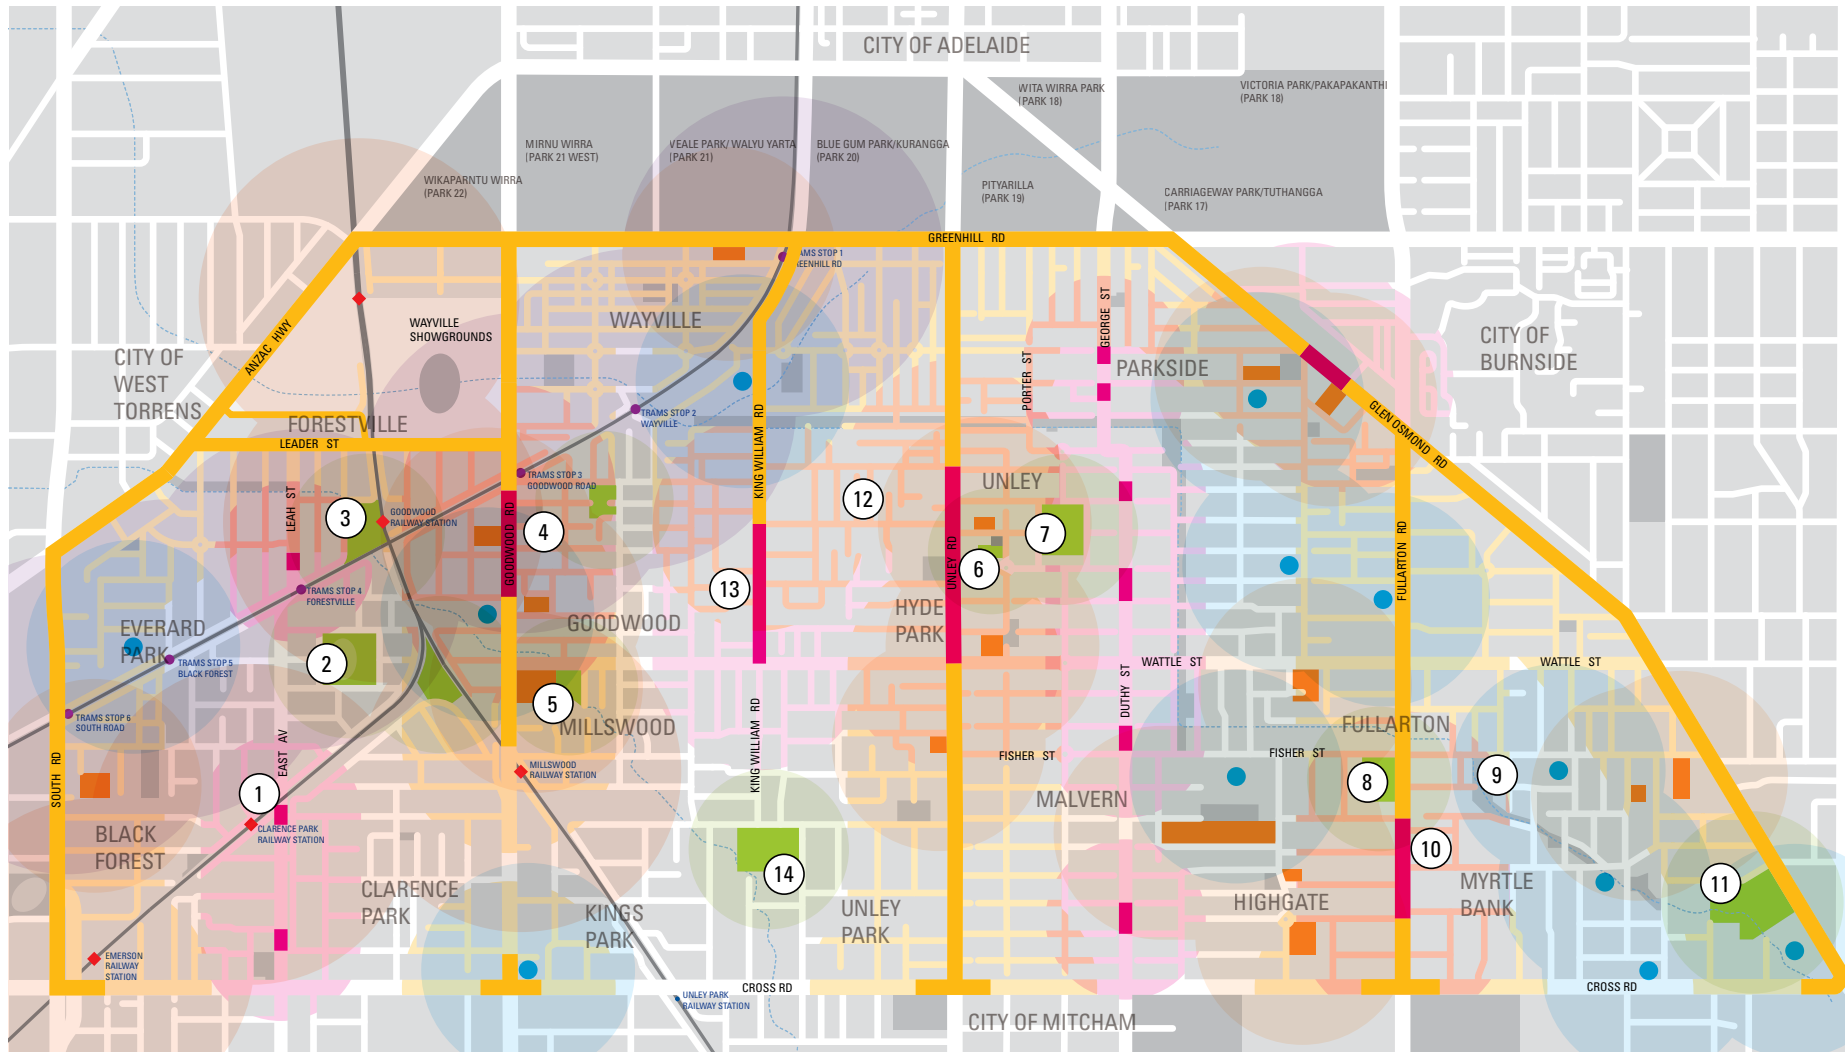 CITY OF ADELAIDE
WITA WIRRA PARK
(PARK 18)
VICTORIA PARK/PAKAPAKANTHI
(PARK 18)
MIRNU WIRRA
(PARK 21 WEST)
VEALE PARK/ WALYU YARTA
(PARK 21)
BLUE GUM PARK/KURANGGA
(PARK 20)
WIKAPARNTU WIRRA
(PARK 22)
PITYARILLA
(PARK 19)
CARRIAGEWAY PARK/TUTHANGGA
(PARK 17)
GREENHILL RD
AMS STOP 1
EENHILL RD
ANZAC HWY
WAYVILLE
SHOWGROUNDS
WAYVILLE
GEORGE ST
PORTER ST
PARKSIDE
CITY OF
BURNSIDE
CITY OF
WEST
TORRENS
FORESTVILLE
LEADER ST
TRAMS STOP 2
WAYVILLE
KING WILLIAM RD
GLEN OSMOND RD
TRAMS STOP 3
GOODWOOD ROAD
UNLEY
LEAH ST
3
GOODWOOD
RAILWAY STATION
GOODWOOD RD
4
12
7
UNLEY RD
6
FULLARTON RD
TRAMS STOP 4
FORESTVILLE
13
EVERARD
PARK
GOODWOOD
HYDE
PARK
TRAMS STOP 5
BLACK FOREST
2
WATTLE ST
WATTLE ST
DUTHY ST
TRAMS STOP 6
SOUTH ROAD
5
MILLSWOOD
KING WILLIAM RD
FULLARTON
SOUTH RD
EAST AV
FISHER ST
FISHER ST
MILLSWOOD
RAILWAY STATION
1
8
9
MALVERN
BLACK
FOREST
CLARENCE PARK
RAILWAY STATION
10
14
11
CLARENCE
PARK
KINGS
PARK
UNLEY
PARK
HIGHGATE
MYRTLE
BANK
EMERSON
RAILWAY
STATION
UNLEY PARK
RAILWAY STATION
CROSS RD
CROSS RD
CITY OF MITCHAM